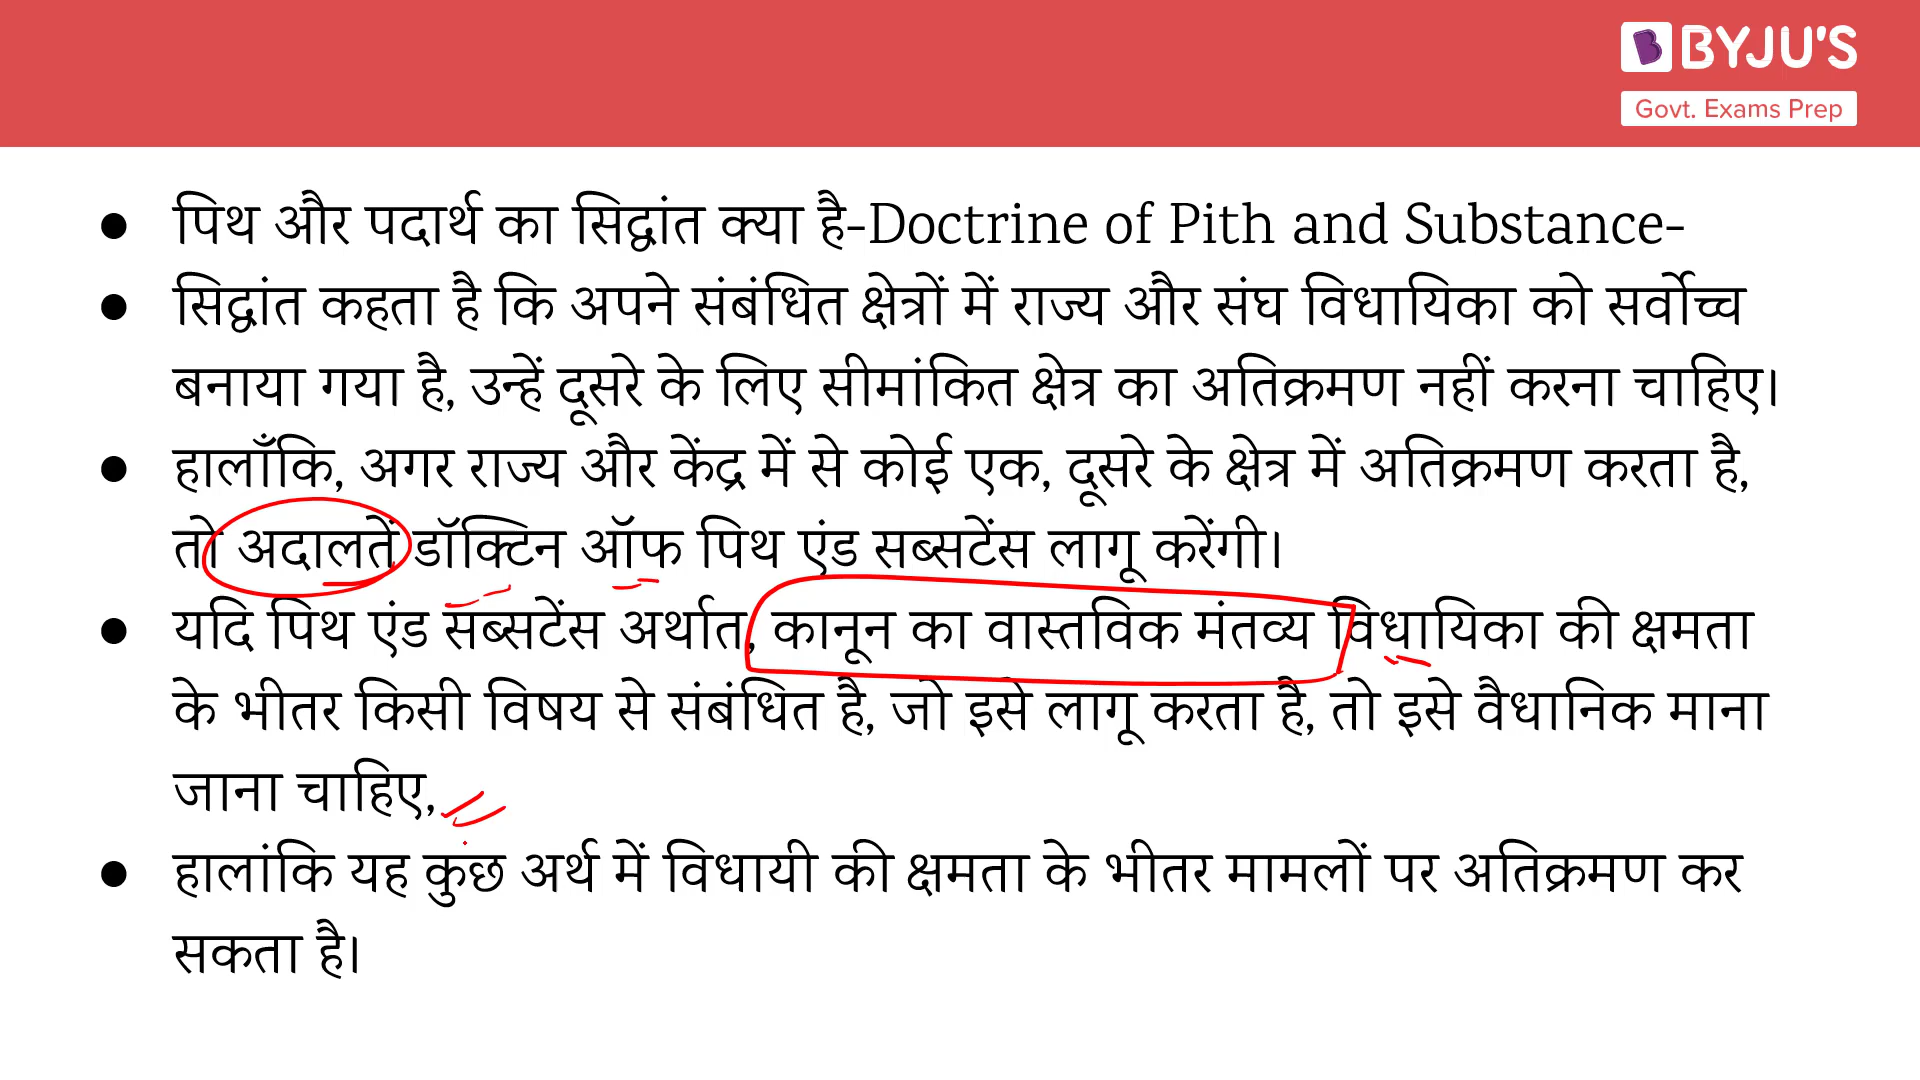 BYJU'S
Govt. Exams Prep
● पिथ और पदार्थ का सिद्वांत क्या है-Doctrine of Pith and Substance-
● सिद्वांत कहता है कि अपने संबंधित क्षेत्रों में राज्य और संघ विधायिका को सर्वोच्च
बनाया गया है, उन्हें दूसरे के लिए सीमांकित क्षेत्र का अतिक्रमण नहीं करना चाहिए।
● हालाँकि, अगर राज्य और केंद्र में से कोई एक, दूसरे के क्षेत्र में अतिक्रमण करता है,
तो अदालतें डॉक्टिन ऑफ पिथ एंड सब्सटेंस लागू करेंगी।
● यदि पिथ एंड सब्सटेंस अर्थात, कानून का वास्तविक मंतव्य विधायिका की क्षमता
के भीतर किसी विषय से संबंधित है, जो इसे लागू करता है, तो इसे वैधानिक माना
जाना चाहिए,
● हालांकि यह कुछ अर्थ में विधायी की क्षमता के भीतर मामलों पर अतिक्रमण कर
सकता है।